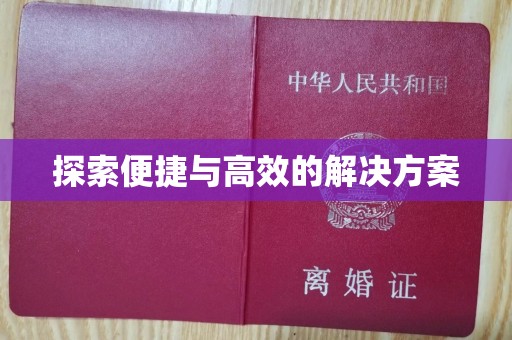 中华人民共和国
探索便捷与高效的解决方案
离婚证